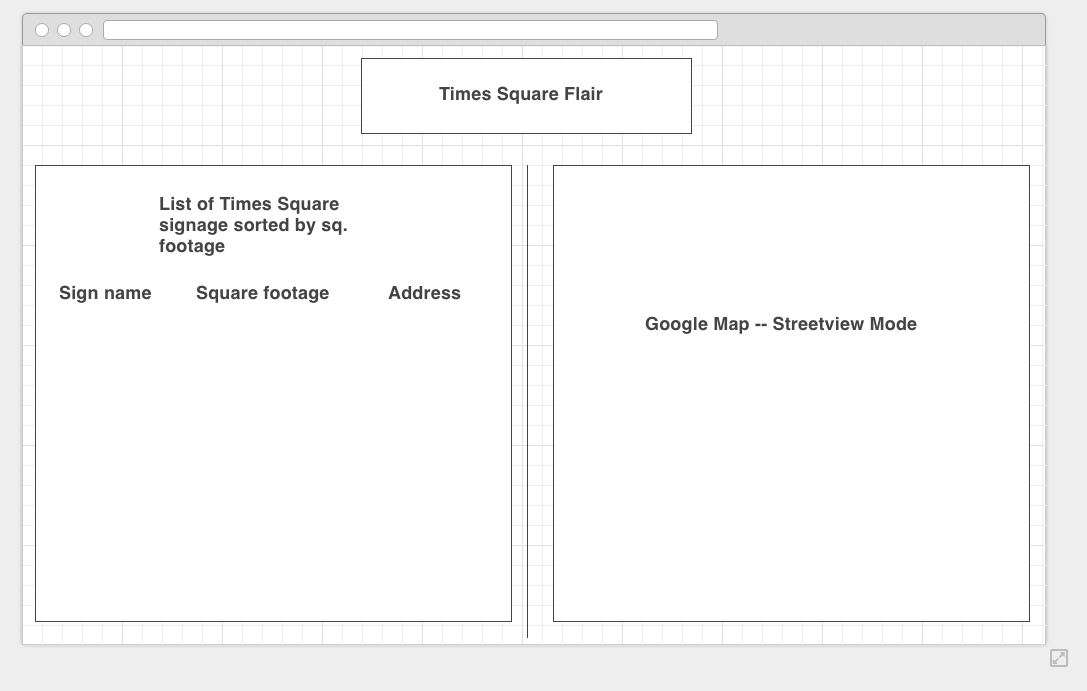 Times Square Flair
List of Times Square
signage sorted by sq.
footage
Sign name Square footage Address
Google Map -- Streetview Mode